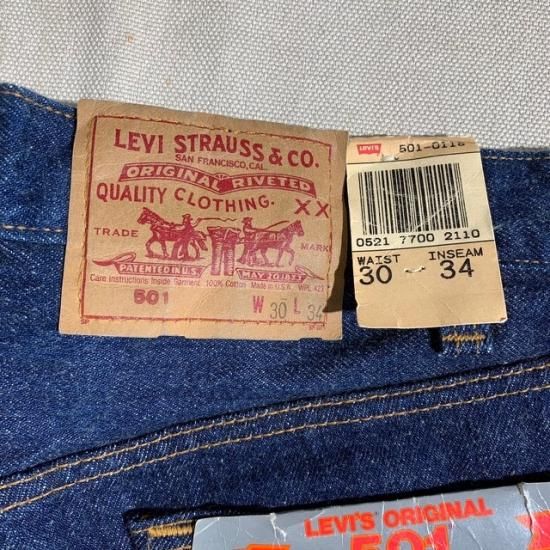 LEVI STRAUSS & CO.
SAN FRANCISCO, CAL.
ORIGINAL RIVETED
QUALITY CLOTHING. XX
TRADE MARK
PATENTED IN U.S. MAY 20 1873
Care instructions Inside Garment 100% Cotton Made in U.S.A. WPL 423
501 W 30 L 34
LEVI'S 501-0118
0521 7700 2110
WAIST INSEAM
30 - 34
LEVI'S ORIGINAL
501